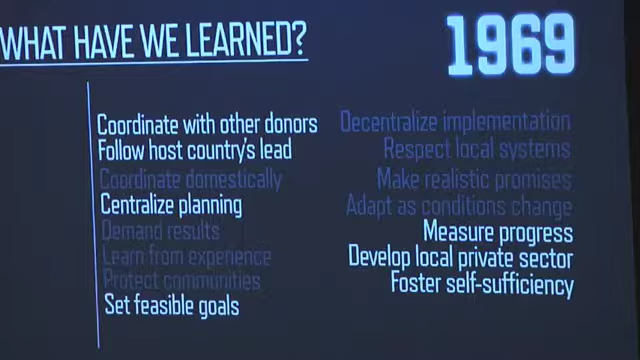 WHAT HAVE WE LEARNED?
1969
Coordinate with other donors
Follow host country's lead
Coordinate domestically
Centralize planning
Demand results
Learn from experience
Protect communities
Set feasible goals
Decentralize implementation
Respect local systems
Make realistic promises
Adapt as conditions change
Measure progress
Develop local private sector
Foster self-sufficiency